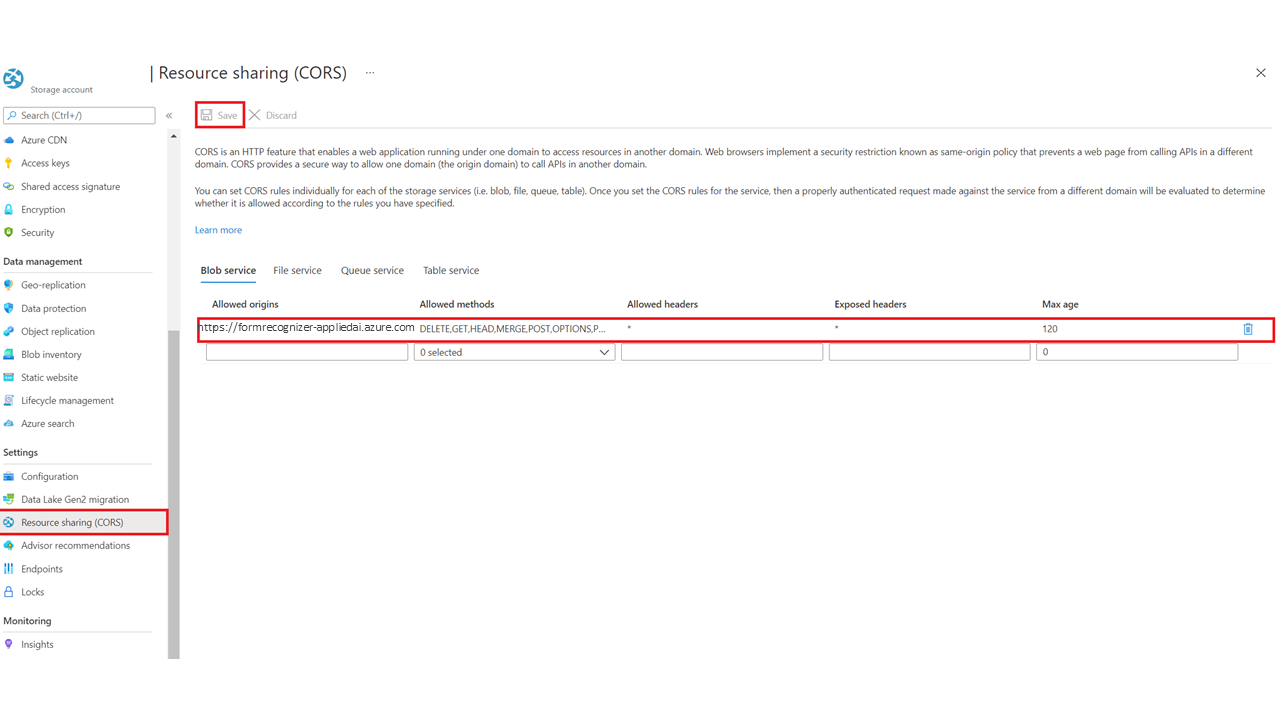 | Resource sharing (CORS) ...
Storage account
Search (Ctrl+/)
«
Azure CDN
Access keys
Shared access signature
Encryption
Security
Data management
Geo-replication
Data protection
Object replication
Blob inventory
Static website
Lifecycle management
Azure search
Settings
Configuration
Data Lake Gen2 migration
Resource sharing (CORS)
Advisor recommendations
Endpoints
Locks
Monitoring
Insights
Save Discard
CORS is an HTTP feature that enables a web application running under one domain to access resources in another domain. Web browsers implement a security restriction known as same-origin policy that prevents a web page from calling APIs in a different
domain. CORS provides a secure way to allow one domain (the origin domain) to call APIs in another domain.
You can set CORS rules individually for each of the storage services (i.e. blob, file, queue, table). Once you set the CORS rules for the service, then a properly authenticated request made against the service from a different domain will be evaluated to determine
whether it is allowed according to the rules you have specified.
Learn more
Blob service File service Queue service Table service
Allowed origins Allowed methods Allowed headers Exposed headers Max age
https://formrecognizer-appliedai.azure.com DELETE,GET,HEAD,MERGE,POST,OPTIONS,P... * * 120
0 selected 0